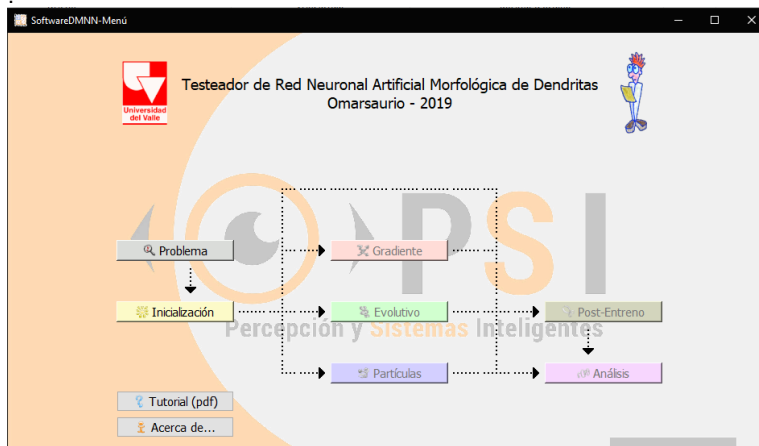 SoftwareDMNN-Menú
Universidad
del Valle
Testeador de Red Neuronal Artificial Morfológica de Dendritas
Omarsaurio - 2019
PSI
Problema
Gradiente
Inicialización
Evolutivo
Post-Entreno
Percepción y Sistemas Inteligentes
Partículas
Análisis
Tutorial (pdf)
Acerca de...